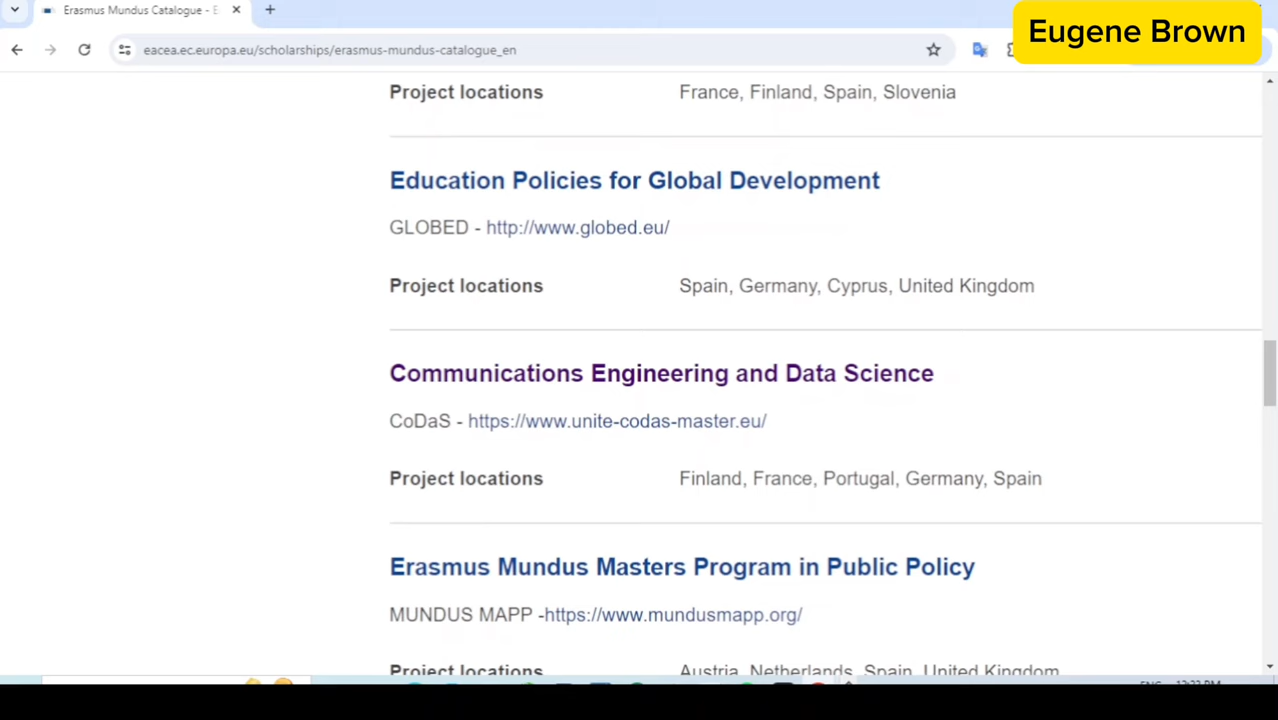 Erasmus Mundus Catalogue - E
eacea.ec.europa.eu/scholarships/erasmus-mundus-catalogue_en
Eugene Brown
Project locations France, Finland, Spain, Slovenia
Education Policies for Global Development
GLOBED - http://www.globed.eu/
Project locations Spain, Germany, Cyprus, United Kingdom
Communications Engineering and Data Science
CoDaS - https://www.unite-codas-master.eu/
Project locations Finland, France, Portugal, Germany, Spain
Erasmus Mundus Masters Program in Public Policy
MUNDUS MAPP -https://www.mundusmapp.org/
Project locations Austria, Netherlands, Spain, United Kingdom